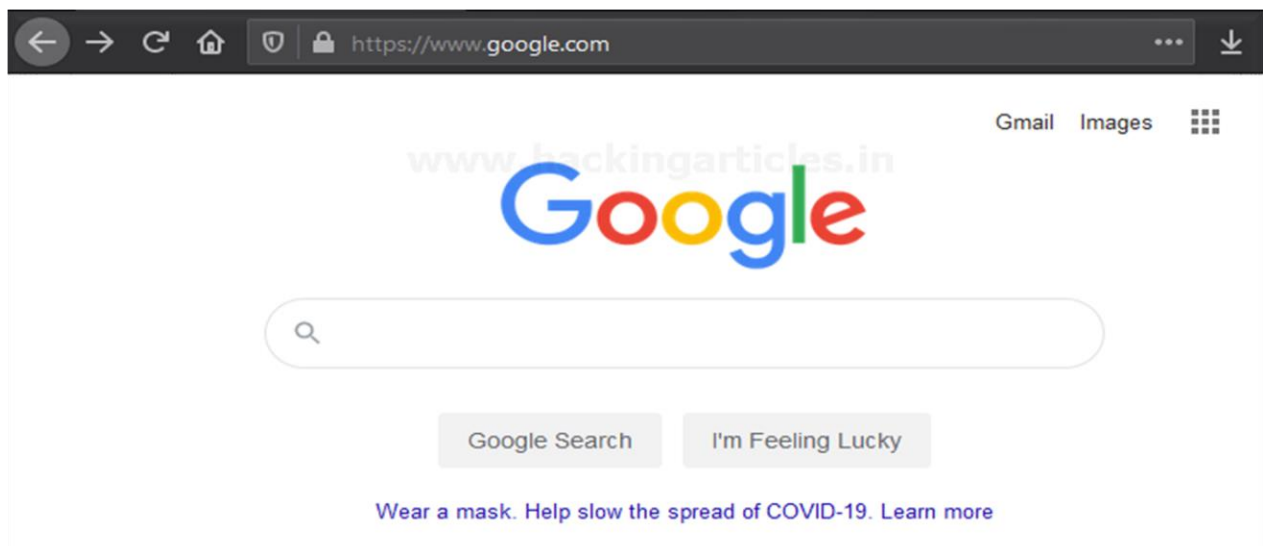 https://www.google.com
Gmail Images
www.hackingarticles.in
Google
Google Search I'm Feeling Lucky
Wear a mask. Help slow the spread of COVID-19. Learn more